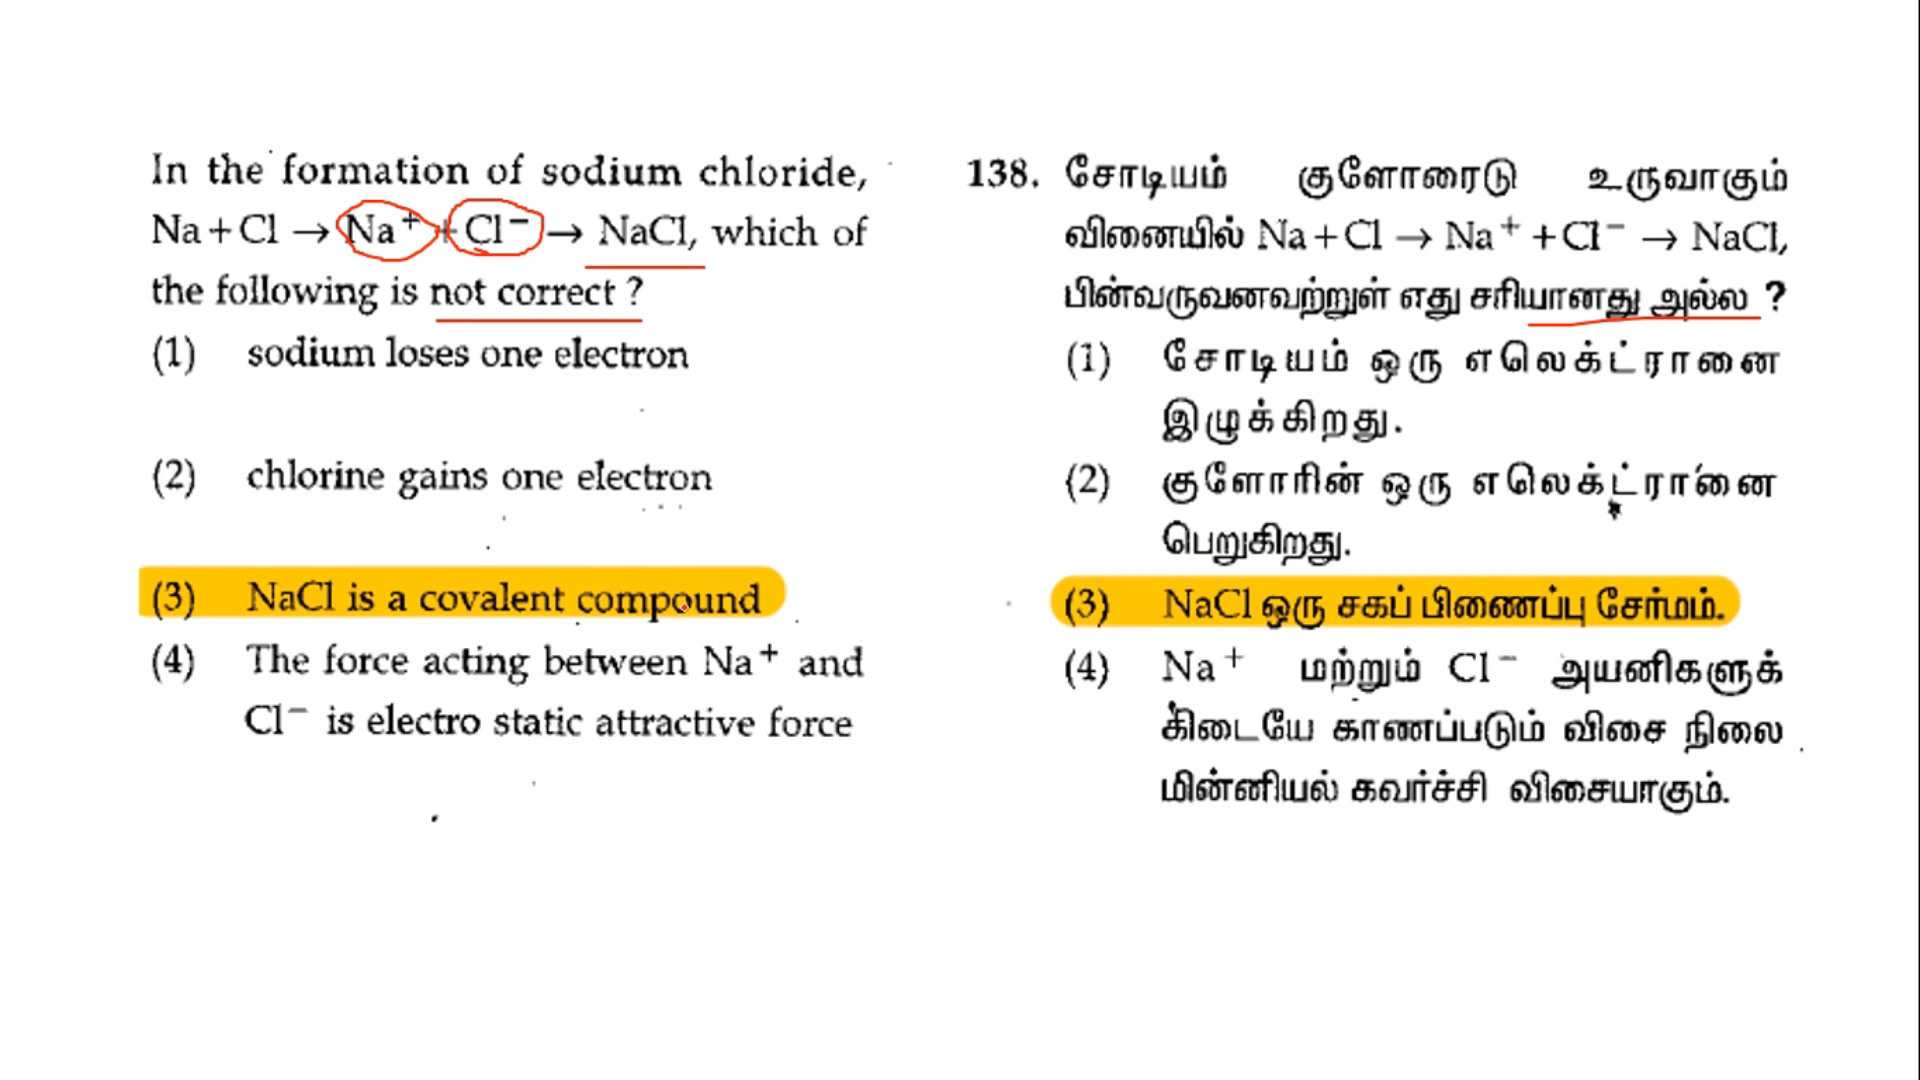 In the formation of sodium chloride,
Na+Cl → Na⁺ +Cl⁻ → NaCl, which of
the following is not correct ?
(1) sodium loses one electron
(2) chlorine gains one electron
(3) NaCl is a covalent compound
(4) The force acting between Na⁺ and
Cl⁻ is electro static attractive force
138. சோடியம் குளோரைடு உருவாகும்
வினையில் Na+Cl → Na⁺ +Cl⁻ → NaCl,
பின்வருவனவற்றுள் எது சரியானது அல்ல ?
(1) சோடியம் ஒரு எலெக்ட்ரானை
இழுக்கிறது.
(2) குளோரின் ஒரு எலெக்ட்ரானை
பெறுகிறது.
(3) NaCl ஒரு சகப் பிணைப்பு சேர்மம்.
(4) Na⁺ மற்றும் Cl⁻ அயனிகளுக்
கிடையே காணப்படும் விசை நிலை
மின்னியல் கவர்ச்சி விசையாகும்.